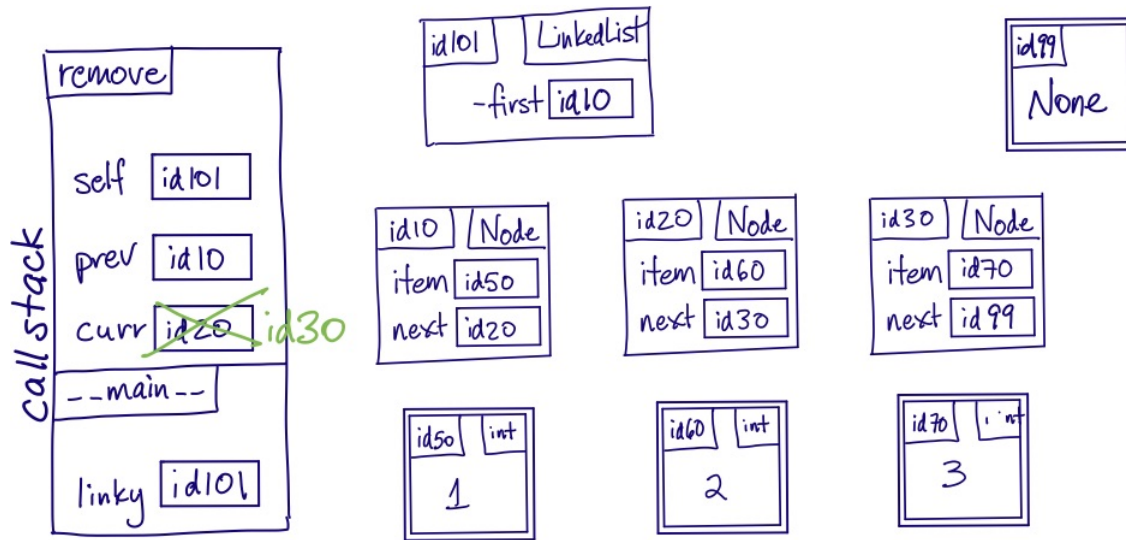 call stack
remove
self id101
prev id10
curr id20 id30
__main__
linky id101
id101 LinkedList
-first id10
id99
None
id10 Node
item id50
next id20
id20 Node
item id60
next id30
id30 Node
item id70
next id99
id50 int
1
id60 int
2
id70 int
3